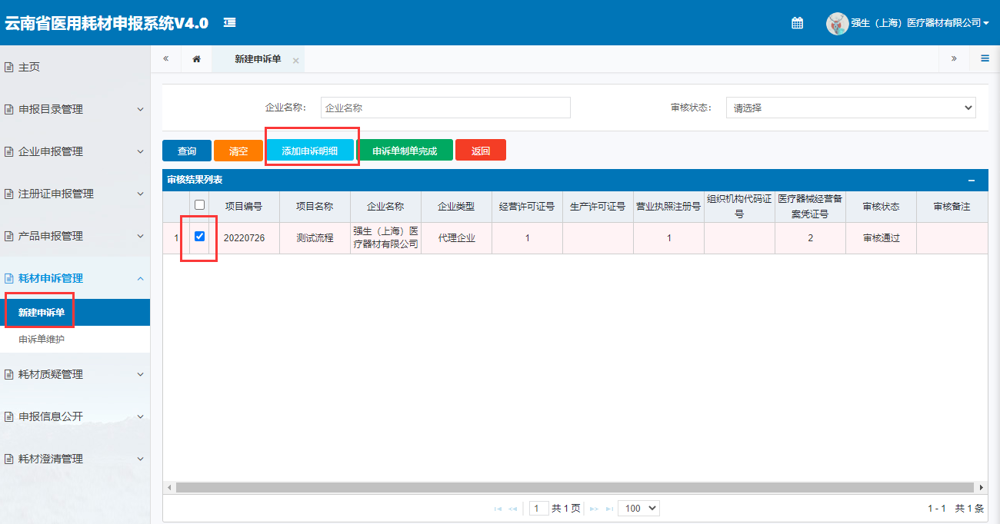 云南省医用耗材申报系统V4.0
强生（上海）医疗器材有限公司
主页
申报目录管理
企业申报管理
注册证申报管理
产品申报管理
耗材申诉管理
新建申诉单
申诉单维护
耗材质疑管理
申报信息公开
耗材澄清管理
新建申诉单
企业名称：
企业名称
审核状态：
请选择
查询
清空
添加申诉明细
申诉单制单完成
返回
审核结果列表
项目编号
项目名称
企业名称
企业类型
经营许可证号
生产许可证号
营业执照注册号
组织机构代码证
号
医疗器械经营备
案凭证号
审核状态
审核备注
1
20220726
测试流程
强生（上海）医
疗器材有限公司
代理企业
1
1
2
审核通过
1
共 1 页
100
1 - 1 共 1 条